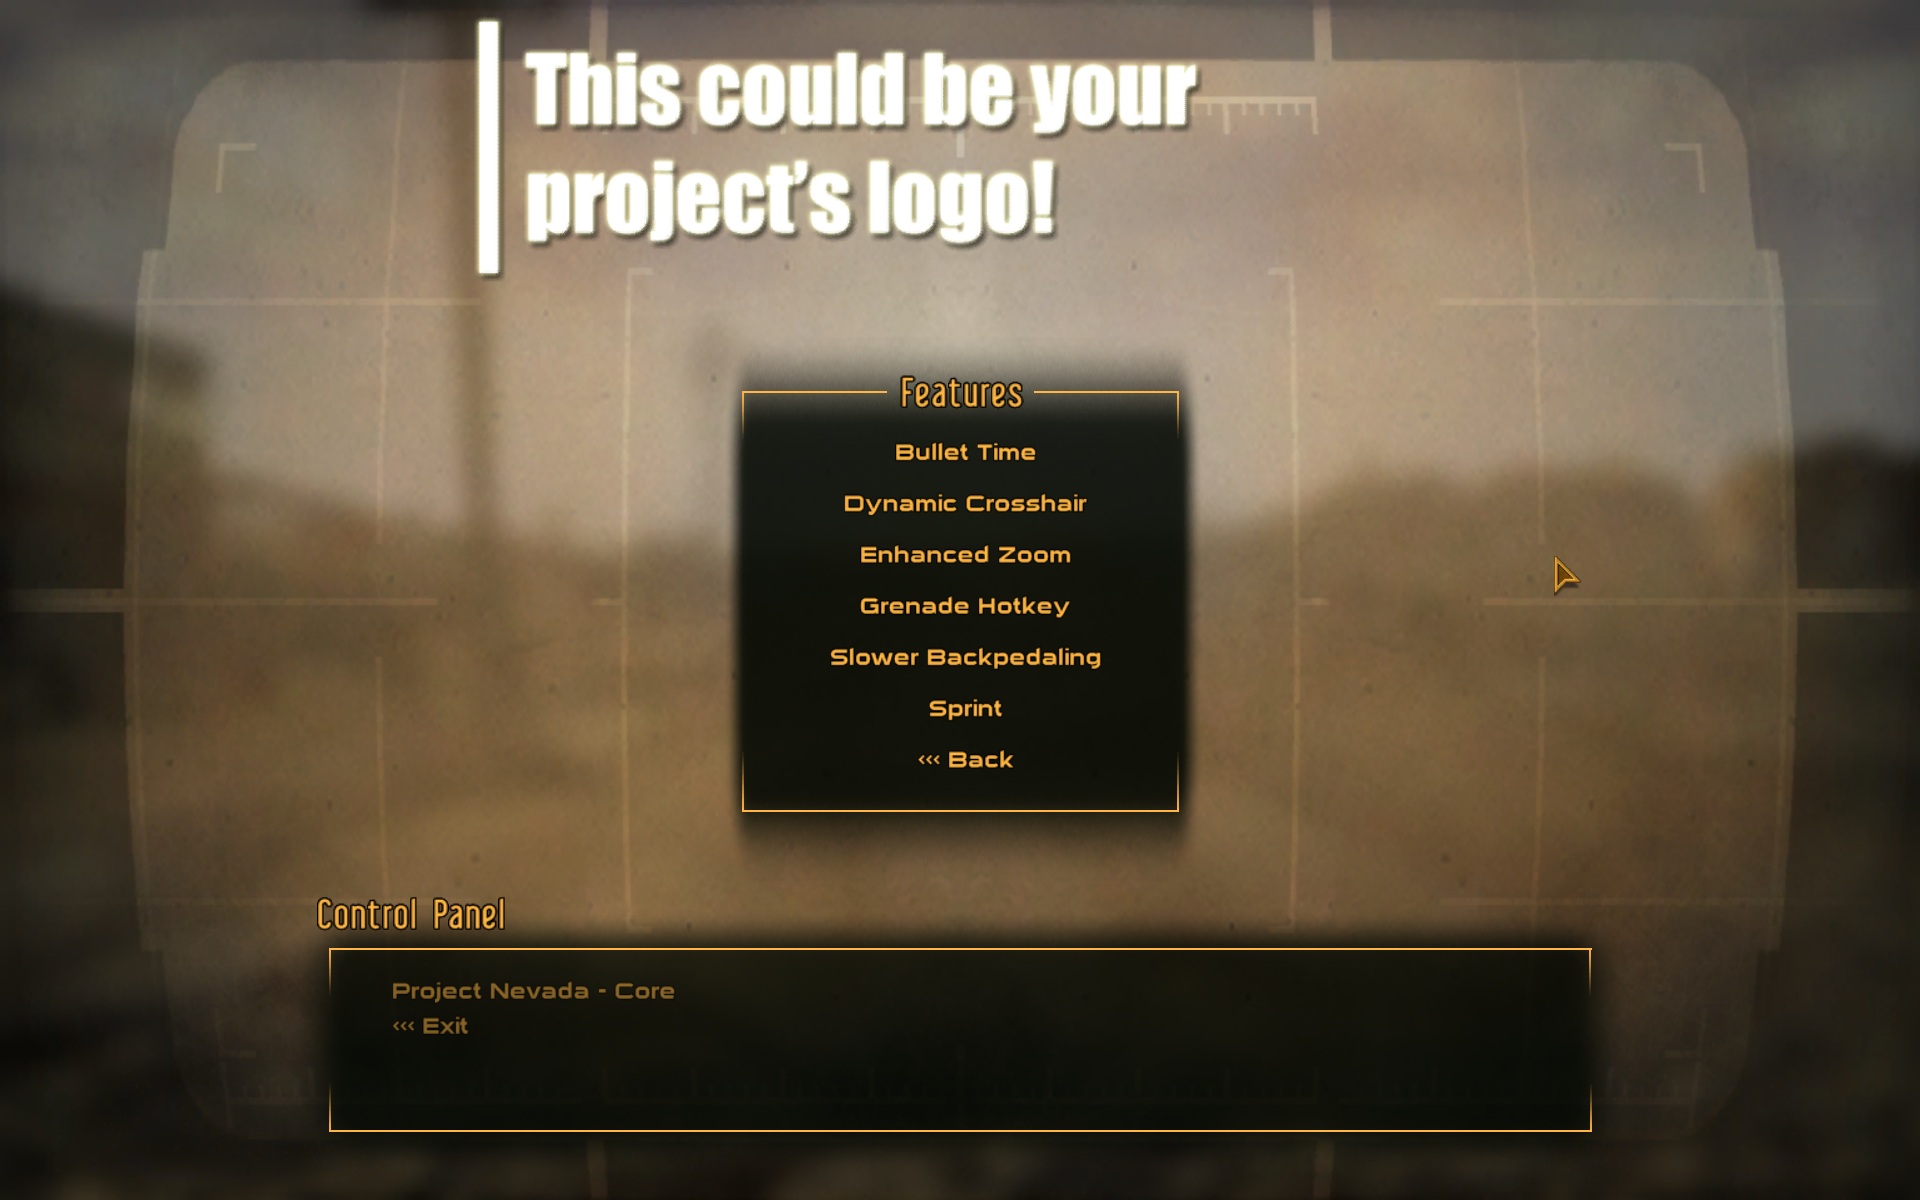 This could be your
project’s logo!
Features
Bullet Time
Dynamic Crosshair
Enhanced Zoom
Grenade Hotkey
Slower Backpedaling
Sprint
‹‹‹ Back
Control Panel
Project Nevada - Core
‹‹‹ Exit